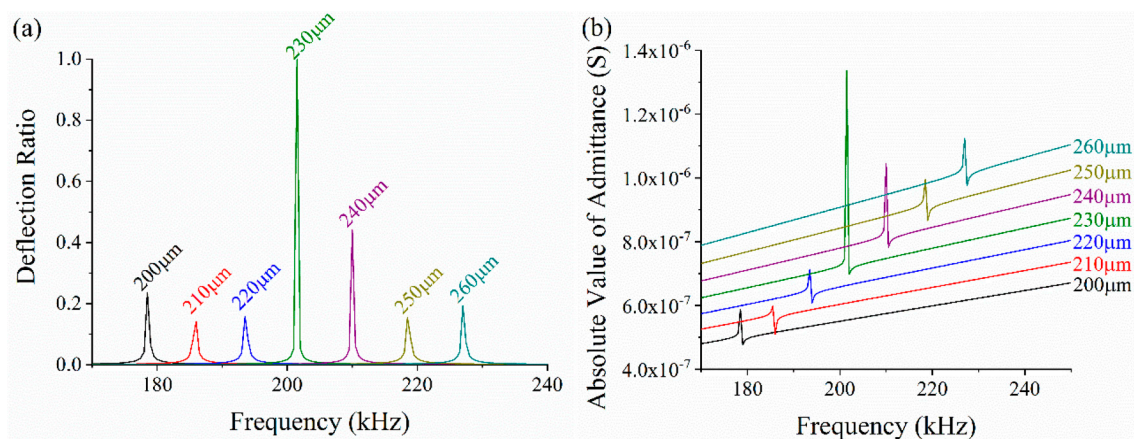 (a)
Deflection Ratio
1.0
0.8
0.6
0.4
0.2
0.0
200μm
210μm
220μm
230μm
240μm
250μm
260μm
180
200
220
240
Frequency (kHz)
(b)
Absolute Value of Admittance (S)
1.4x10-6
1.2x10-6
1.0x10-6
8.0x10-7
6.0x10-7
4.0x10-7
260μm
250μm
240μm
230μm
220μm
210μm
200μm
180
200
220
240
Frequency (kHz)